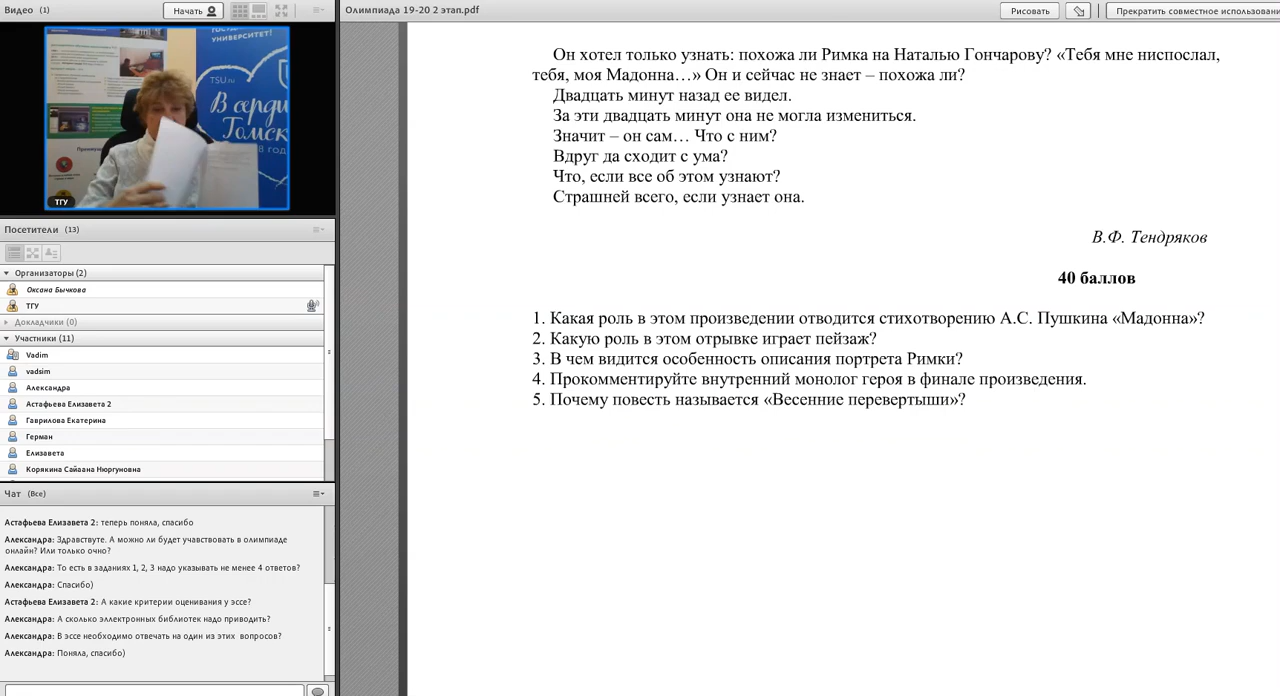 Видео (1)
Начать
Олимпиада 19-20 2 этап.pdf
Рисовать
Прекратить совместное использовани
УНИВЕРСИТЕТ!
TSU.ru
В серди
Томск
ТГУ
Посетители (13)
Организаторы (2)
Оксана Бычкова
ТГУ
Докладчики (0)
Участники (11)
Vadim
vadsim
Александра
Астафьева Елизавета 2
Гаврилова Екатерина
Герман
Елизавета
Корякина Сайаана Нюргуновна
Чат (Все)
Астафьева Елизавета 2: теперь поняла, спасибо
Александра: Здравствуте. А можно ли будет учавствовать в олимпиаде
онлайн? Или только очно?
Александра: То есть в заданиях 1, 2, 3 надо указывать не менее 4 ответов?
Александра: Спасибо)
Астафьева Елизавета 2: А какие критерии оценивания у эссе?
Александра: А сколько эллектронных библиотек надо приводить?
Александра: В эссе необходимо отвечать на один из этих вопросов?
Александра: Поняла, спасибо)
Он хотел только узнать: похожа ли Римка на Наталью Гончарову? «Тебя мне ниспослал,
тебя, моя Мадонна…» Он и сейчас не знает – похожа ли?
Двадцать минут назад ее видел.
За эти двадцать минут она не могла измениться.
Значит – он сам… Что с ним?
Вдруг да сходит с ума?
Что, если все об этом узнают?
Страшней всего, если узнает она.
В.Ф. Тендряков
40 баллов
1. Какая роль в этом произведении отводится стихотворению А.С. Пушкина «Мадонна»?
2. Какую роль в этом отрывке играет пейзаж?
3. В чем видится особенность описания портрета Римки?
4. Прокомментируйте внутренний монолог героя в финале произведения.
5. Почему повесть называется «Весенние перевертыши»?